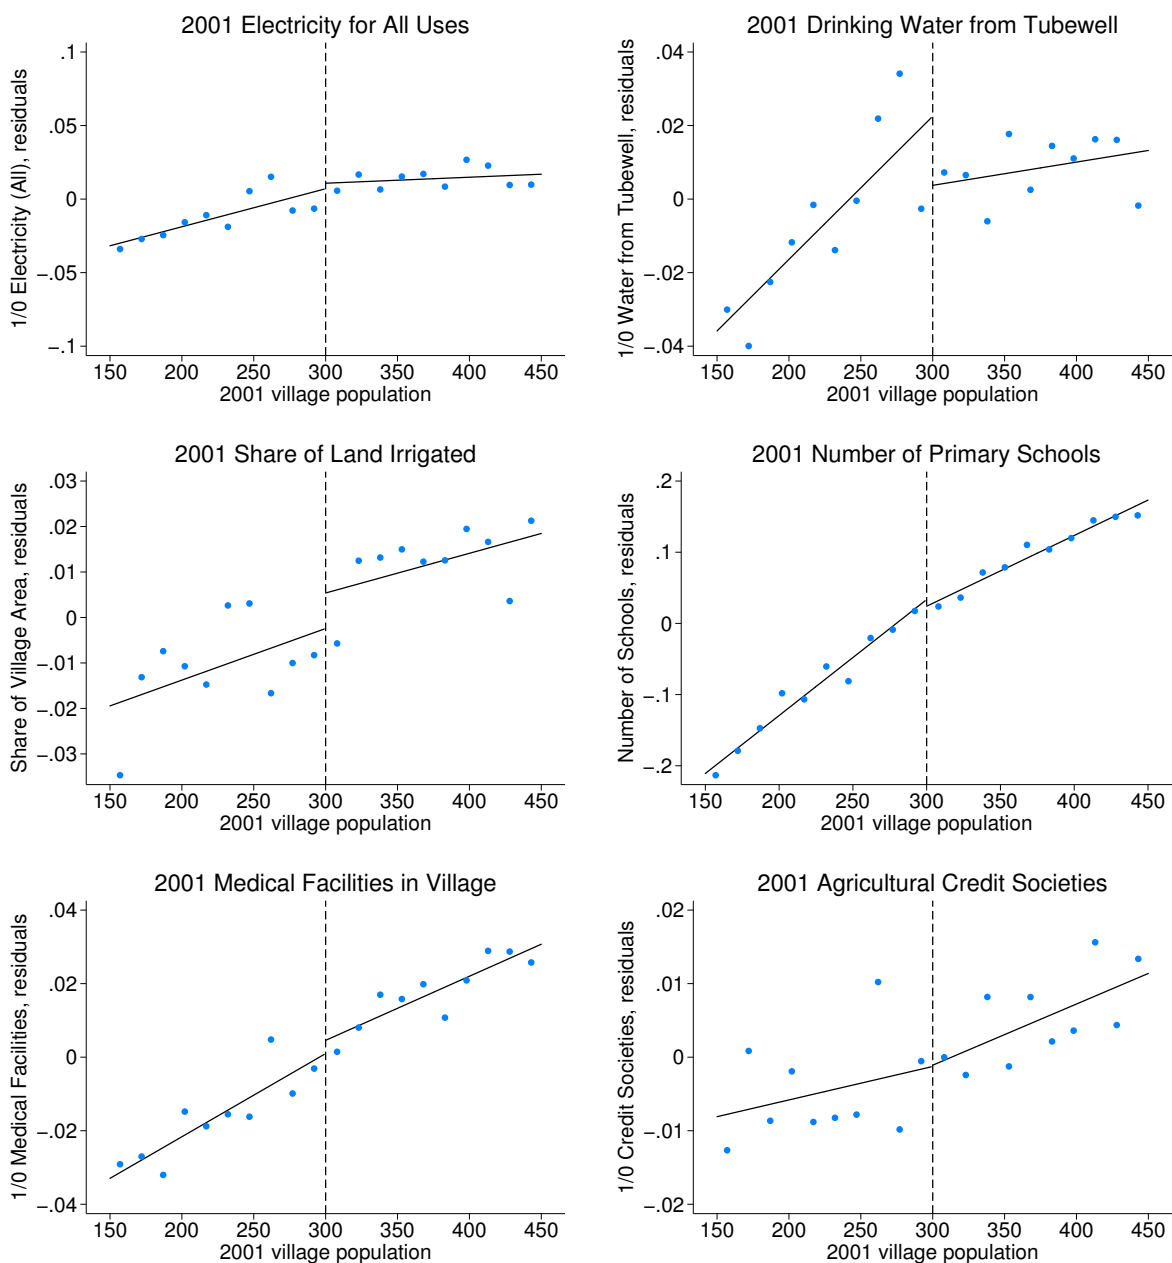 2001 Electricity for All Uses
1/0 Electricity (All), residuals
.1
.05
0
−.05
−.1
150 200 250 300 350 400 450
2001 village population
2001 Drinking Water from Tubewell
1/0 Water from Tubewell, residuals
.04
.02
0
−.02
−.04
150 200 250 300 350 400 450
2001 village population
2001 Share of Land Irrigated
Share of Village Area, residuals
.03
.02
.01
0
−.01
−.02
−.03
150 200 250 300 350 400 450
2001 village population
2001 Number of Primary Schools
Number of Schools, residuals
.2
.1
0
−.1
−.2
150 200 250 300 350 400 450
2001 village population
2001 Medical Facilities in Village
1/0 Medical Facilities, residuals
.04
.02
0
−.02
−.04
150 200 250 300 350 400 450
2001 village population
2001 Agricultural Credit Societies
1/0 Credit Societies, residuals
.02
.01
0
−.01
−.02
150 200 250 300 350 400 450
2001 village population